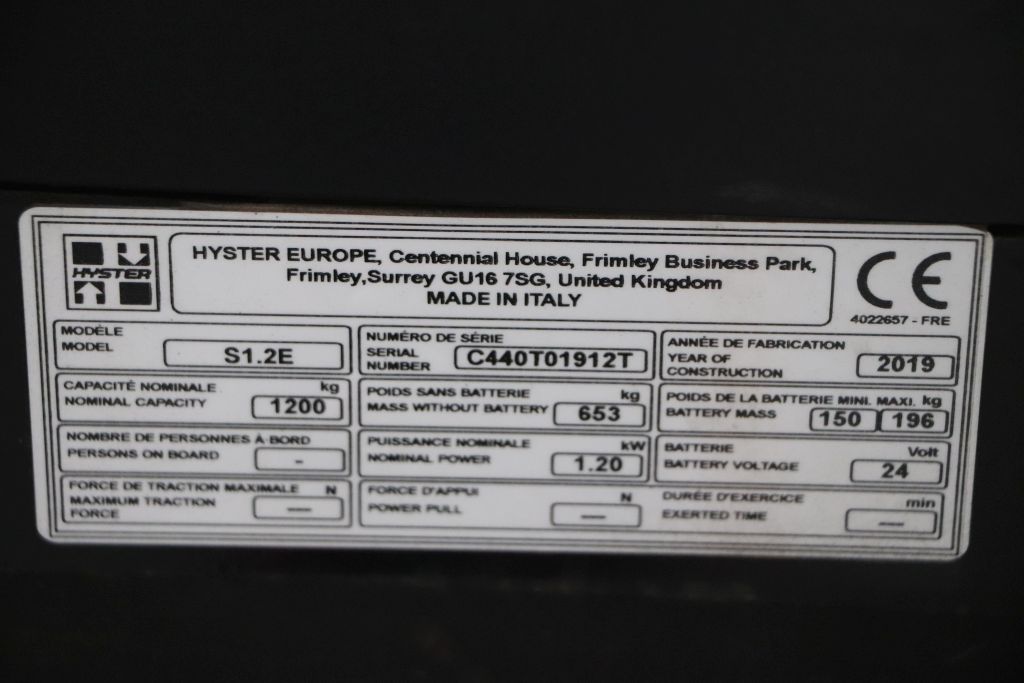 HYSTER
HYSTER EUROPE, Centennial House, Frimley Business Park,
Frimley,Surrey GU16 7SG, United Kingdom
MADE IN ITALY
CE
4022657 - FRE
MODÈLE
MODEL
S1.2E
NUMÉRO DE SÉRIE
SERIAL
NUMBER
C440T01912T
ANNÉE DE FABRICATION
YEAR OF
CONSTRUCTION
2019
CAPACITÉ NOMINALE kg
NOMINAL CAPACITY
1200
POIDS SANS BATTERIE kg
MASS WITHOUT BATTERY
653
POIDS DE LA BATTERIE MINI. MAXI. kg
BATTERY MASS
150 196
NOMBRE DE PERSONNES À BORD
PERSONS ON BOARD
-
PUISSANCE NOMINALE kW
NOMINAL POWER
1.20
BATTERIE Volt
BATTERY VOLTAGE
24
FORCE DE TRACTION MAXIMALE N
MAXIMUM TRACTION
FORCE
---
FORCE D'APPUI N
POWER PULL
---
DURÉE D'EXERCICE min
EXERTED TIME
---